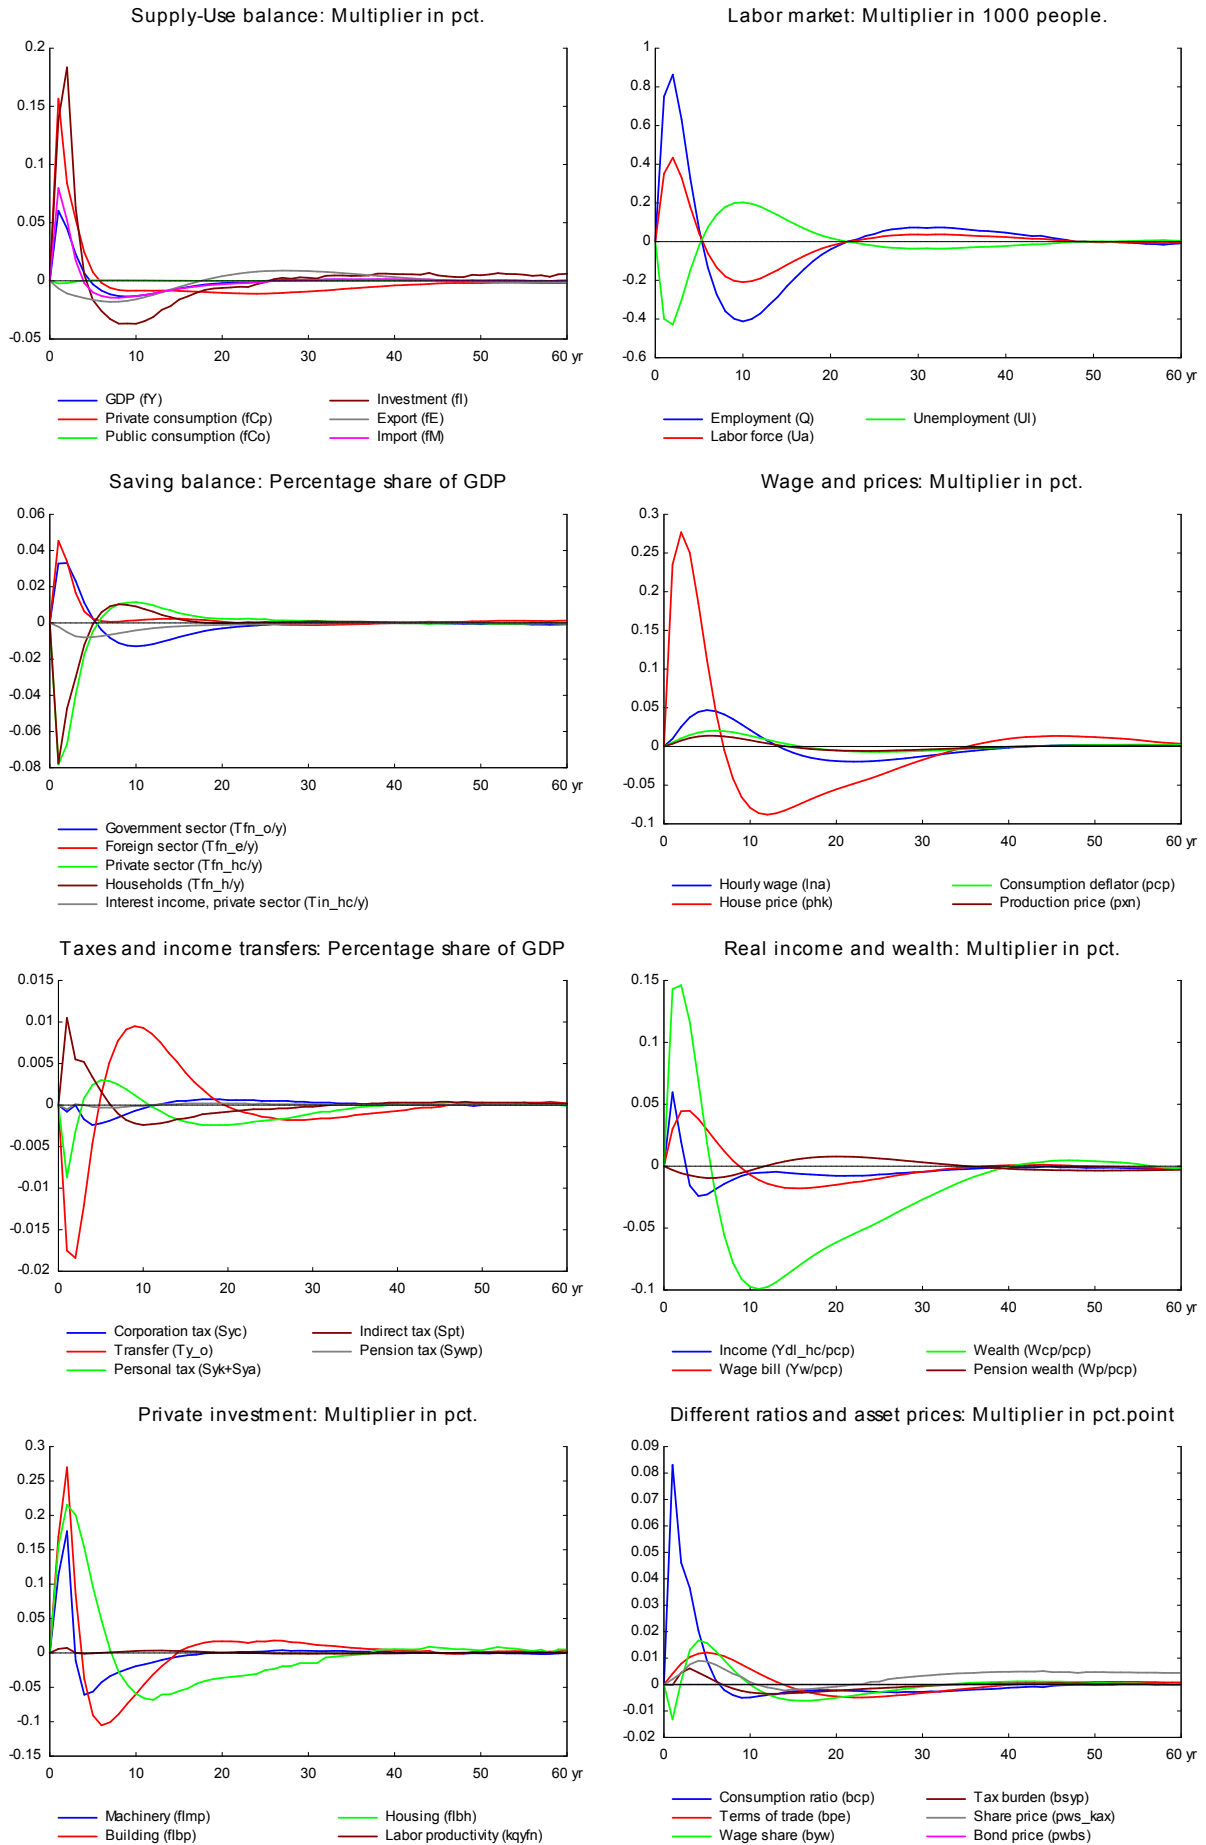 Supply-Use balance: Multiplier in pct.
0.2
0.15
0.1
0.05
0
-0.05
0 10 20 30 40 50 60 yr
GDP (fY) Investment (fI)
Private consumption (fCp) Export (fE)
Public consumption (fCo) Import (fM)
Labor market: Multiplier in 1000 people.
1
0.8
0.6
0.4
0.2
0
-0.2
-0.4
-0.6
0 10 20 30 40 50 60 yr
Employment (Q) Unemployment (Ul)
Labor force (Ua)
Saving balance: Percentage share of GDP
0.06
0.04
0.02
0
-0.02
-0.04
-0.06
-0.08
0 10 20 30 40 50 60 yr
Government sector (Tfn_o/y)
Foreign sector (Tfn_e/y)
Private sector (Tfn_hc/y)
Households (Tfn_h/y)
Interest income, private sector (Tin_hc/y)
Wage and prices: Multiplier in pct.
0.3
0.25
0.2
0.15
0.1
0.05
0
-0.05
-0.1
0 10 20 30 40 50 60 yr
Hourly wage (lna) Consumption deflator (pcp)
House price (phk) Production price (pxn)
Taxes and income transfers: Percentage share of GDP
0.015
0.01
0.005
0
-0.005
-0.01
-0.015
-0.02
0 10 20 30 40 50 60 yr
Corporation tax (Syc) Indirect tax (Spt)
Transfer (Ty_o) Pension tax (Sywp)
Personal tax (Syk+Sya)
Real income and wealth: Multiplier in pct.
0.15
0.1
0.05
0
-0.05
-0.1
0 10 20 30 40 50 60 yr
Income (Ydl_hc/pcp) Wealth (Wcp/pcp)
Wage bill (Yw/pcp) Pension wealth (Wp/pcp)
Private investment: Multiplier in pct.
0.3
0.25
0.2
0.15
0.1
0.05
0
-0.05
-0.1
-0.15
0 10 20 30 40 50 60 yr
Machinery (fImp) Housing (fIbh)
Building (fIbp) Labor productivity (kqyfn)
Different ratios and asset prices: Multiplier in pct.point
0.09
0.08
0.07
0.06
0.05
0.04
0.03
0.02
0.01
0
-0.01
-0.02
0 10 20 30 40 50 60 yr
Consumption ratio (bcp) Tax burden (bsyp)
Terms of trade (bpe) Share price (pws_kax)
Wage share (byw) Bond price (pwbs)